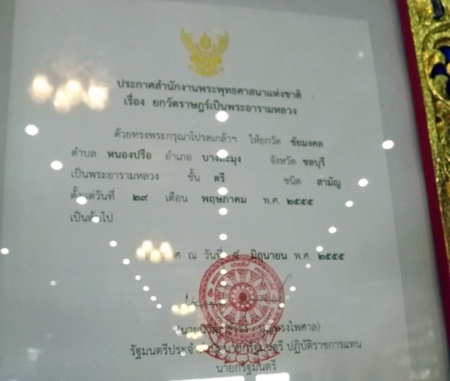 ประกาศสำนักงานพระพุทธศาสนาแห่งชาติ
เรื่อง ยกวัดราษฎร์เป็นพระอารามหลวง
ด้วยทรงพระกรุณาโปรดเกล้าฯ ให้ยกวัด ชัยมงคล
ตำบล หนองปรือ อำเภอ บางละมุง จังหวัด ชลบุรี
เป็นพระอารามหลวง ชั้น ตรี ชนิด สามัญ
ตั้งแต่วันที่ ๒๙ เดือน พฤษภาคม พ.ศ. ๒๕๕๕
เป็นต้นไป
ณ วันที่ ๔ มิถุนายน พ.ศ. ๒๕๕๕
รัฐมนตรีประจำสำนักนายกรัฐมนตรี ปฏิบัติราชการแทน
นายกรัฐมนตรี